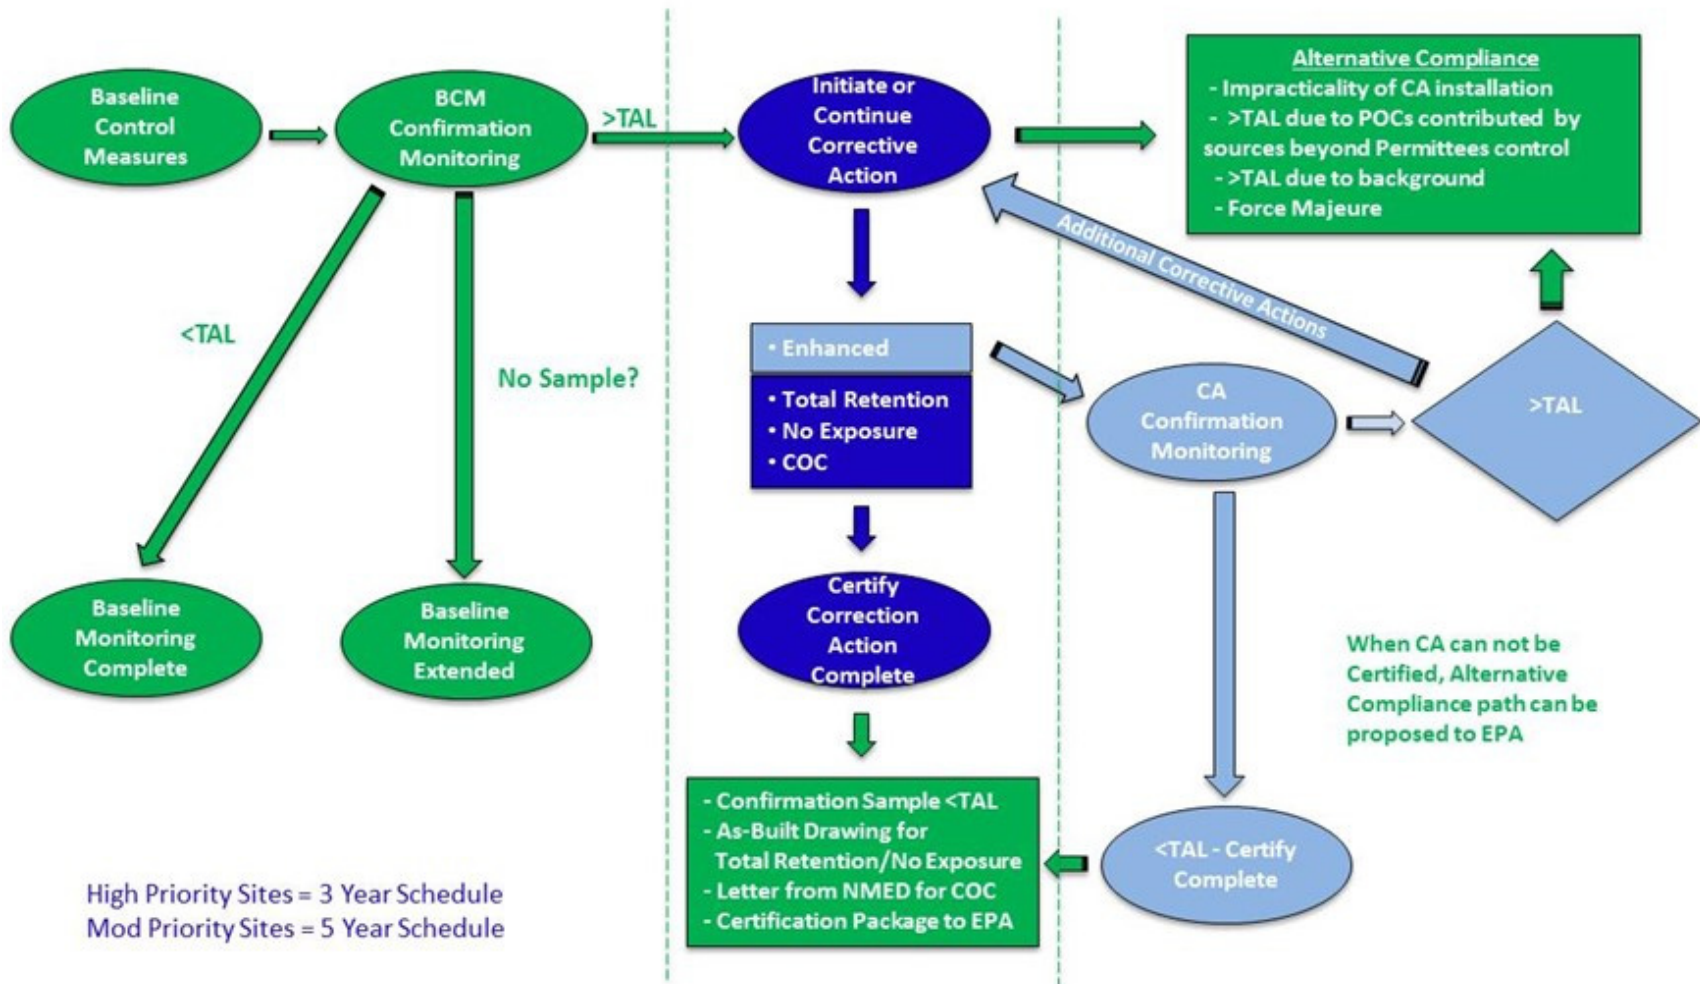 Baseline
Control
Measures
BCM
Confirmation
Monitoring
>TAL
<TAL
No Sample?
Baseline
Monitoring
Complete
Baseline
Monitoring
Extended
High Priority Sites = 3 Year Schedule
Mod Priority Sites = 5 Year Schedule
Initiate or
Continue
Corrective
Action
• Enhanced
• Total Retention
• No Exposure
• COC
Certify
Correction
Action
Complete
- Confirmation Sample <TAL
- As-Built Drawing for
Total Retention/No Exposure
- Letter from NMED for COC
- Certification Package to EPA
Alternative Compliance
- Impracticality of CA installation
- >TAL due to POCs contributed by
sources beyond Permittees control
- >TAL due to background
- Force Majeure
Additional Corrective Actions
CA
Confirmation
Monitoring
>TAL
When CA can not be
Certified, Alternative
Compliance path can be
proposed to EPA
<TAL - Certify
Complete